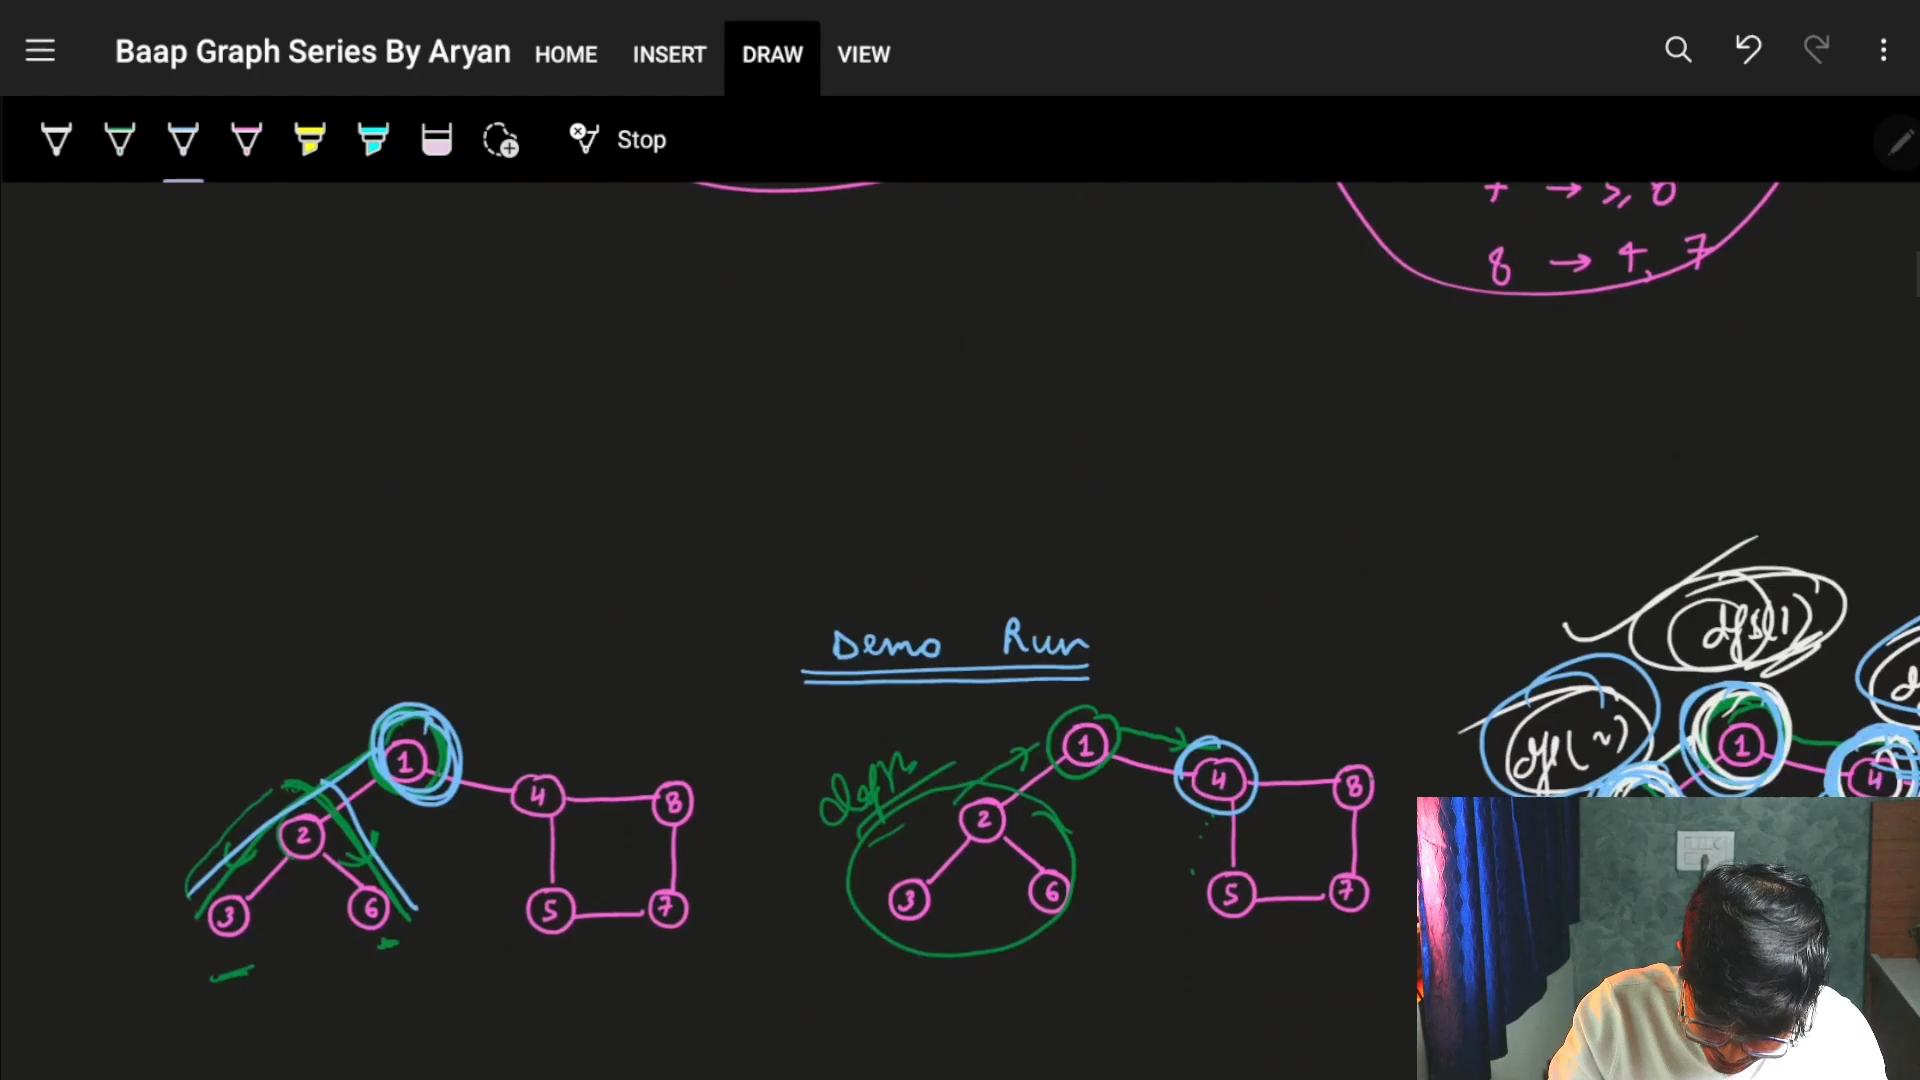 Baap Graph Series By Aryan HOME INSERT DRAW VIEW
Stop
8 → 4, 7
Demo Run
dfs(1)
1 4 8 2 3 6 5 7
1 4 8 2 3 6 5 7
1 4